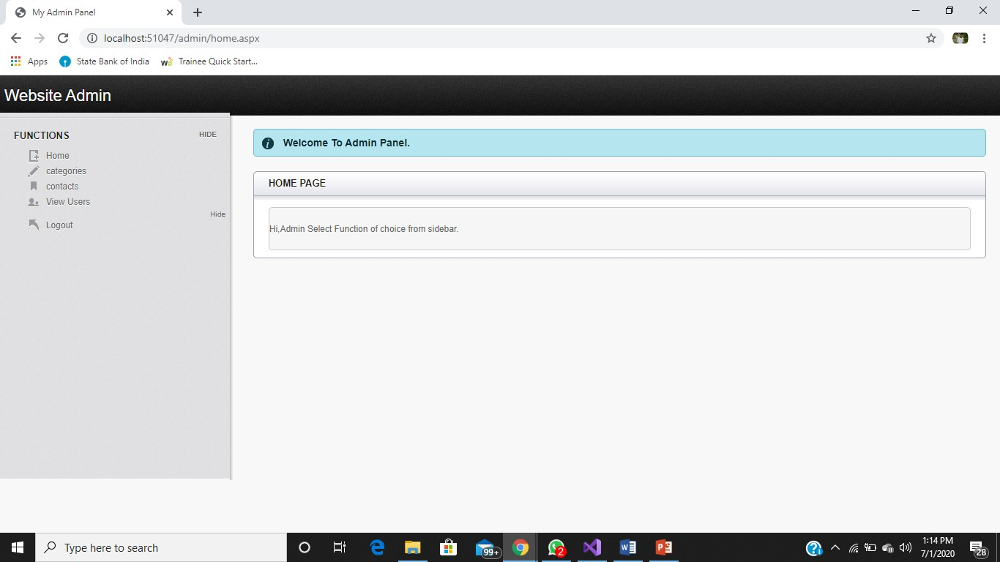 My Admin Panel
localhost:51047/admin/home.aspx
Apps
State Bank of India
Trainee Quick Start...
Website Admin
FUNCTIONS
HIDE
Home
categories
contacts
View Users
Hide
Logout
Welcome To Admin Panel.
HOME PAGE
Hi,Admin Select Function of choice from sidebar.
Type here to search
99+
2
1:14 PM
7/1/2020
28